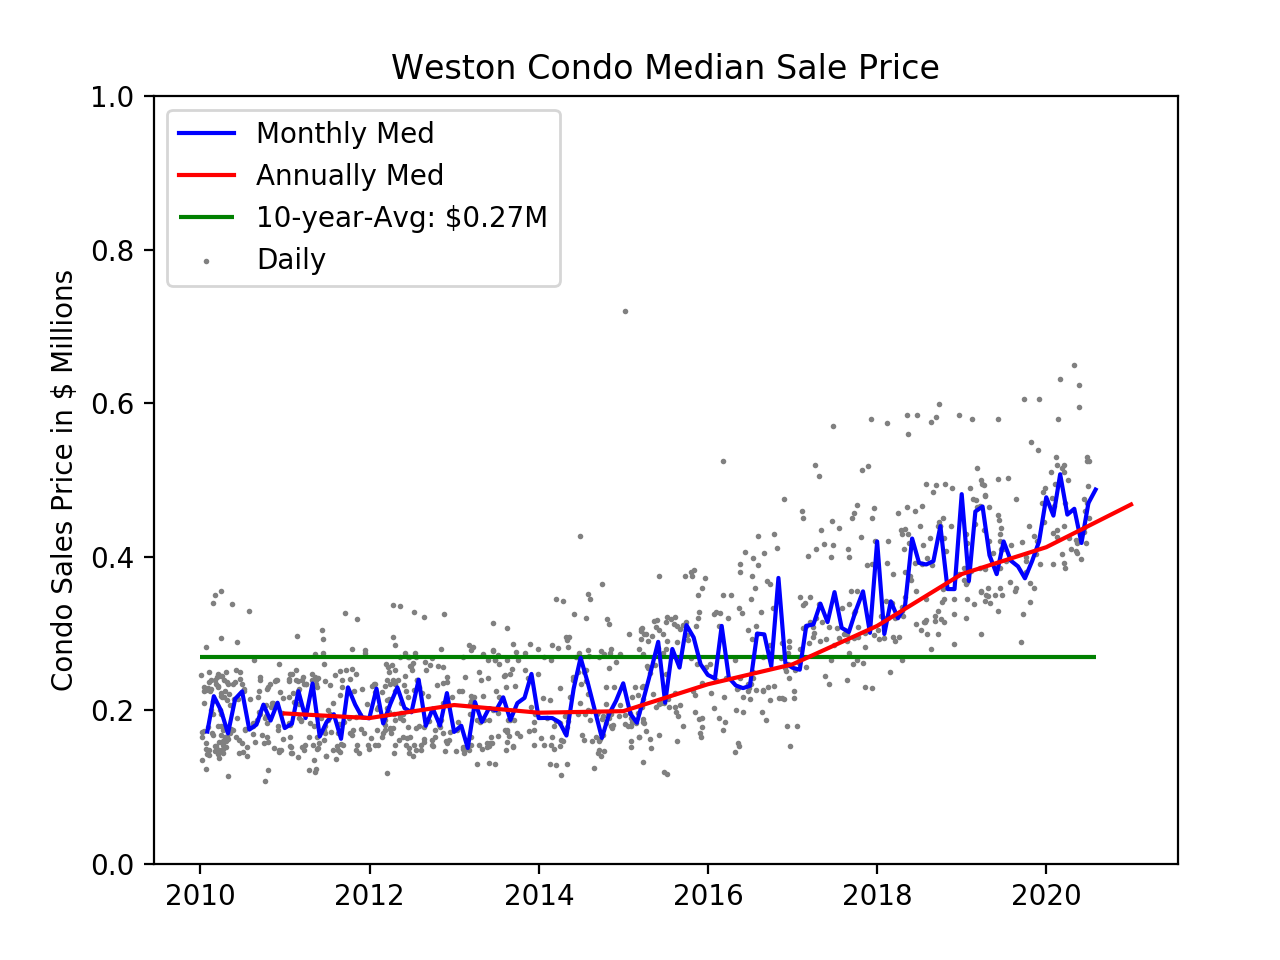 Weston Condo Median Sale Price
Condo Sales Price in $ Millions
1.0
0.8
0.6
0.4
0.2
0.0
Monthly Med
Annually Med
10-year-Avg: $0.27M
Daily
2010 2012 2014 2016 2018 2020